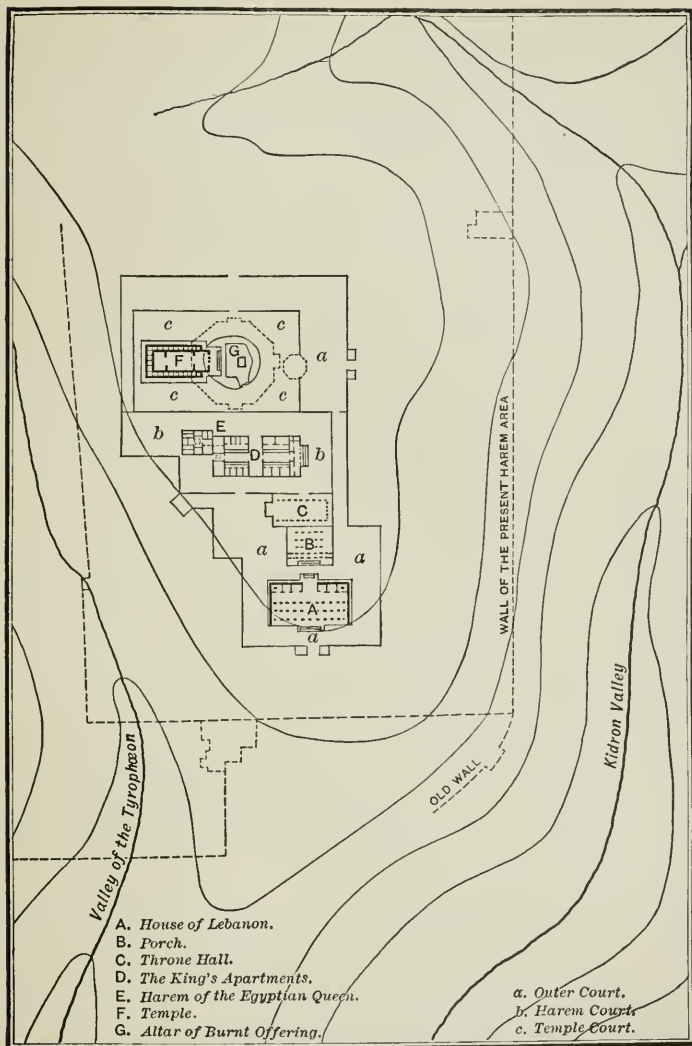 c
c
F
G
a
c
c
b
E
D
b
C
a
B
a
A
a
WALL OF THE PRESENT HAREM AREA
Kidron Valley
OLD WALL
Valley of the Tyrophœon
A. House of Lebanon.
B. Porch.
C. Throne Hall.
D. The King's Apartments.
E. Harem of the Egyptian Queen.
F. Temple.
G. Altar of Burnt Offering.
a. Outer Court.
b. Harem Court.
c. Temple Court.